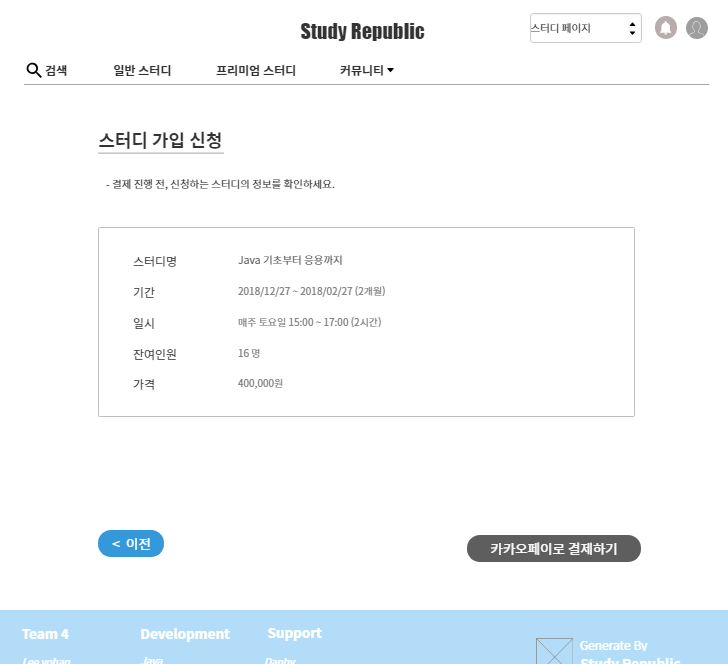 Study Republic
스터디 페이지
검색 일반 스터디 프리미엄 스터디 커뮤니티
스터디 가입 신청
- 결제 진행 전, 신청하는 스터디의 정보를 확인하세요.
스터디명 Java 기초부터 응용까지
기간 2018/12/27 ~ 2018/02/27 (2개월)
일시 매주 토요일 15:00 ~ 17:00 (2시간)
잔여인원 16 명
가격 400,000원
< 이전
카카오페이로 결제하기
Team 4 Development Support
Generate By
Lee yohan Java Danby Study Republic